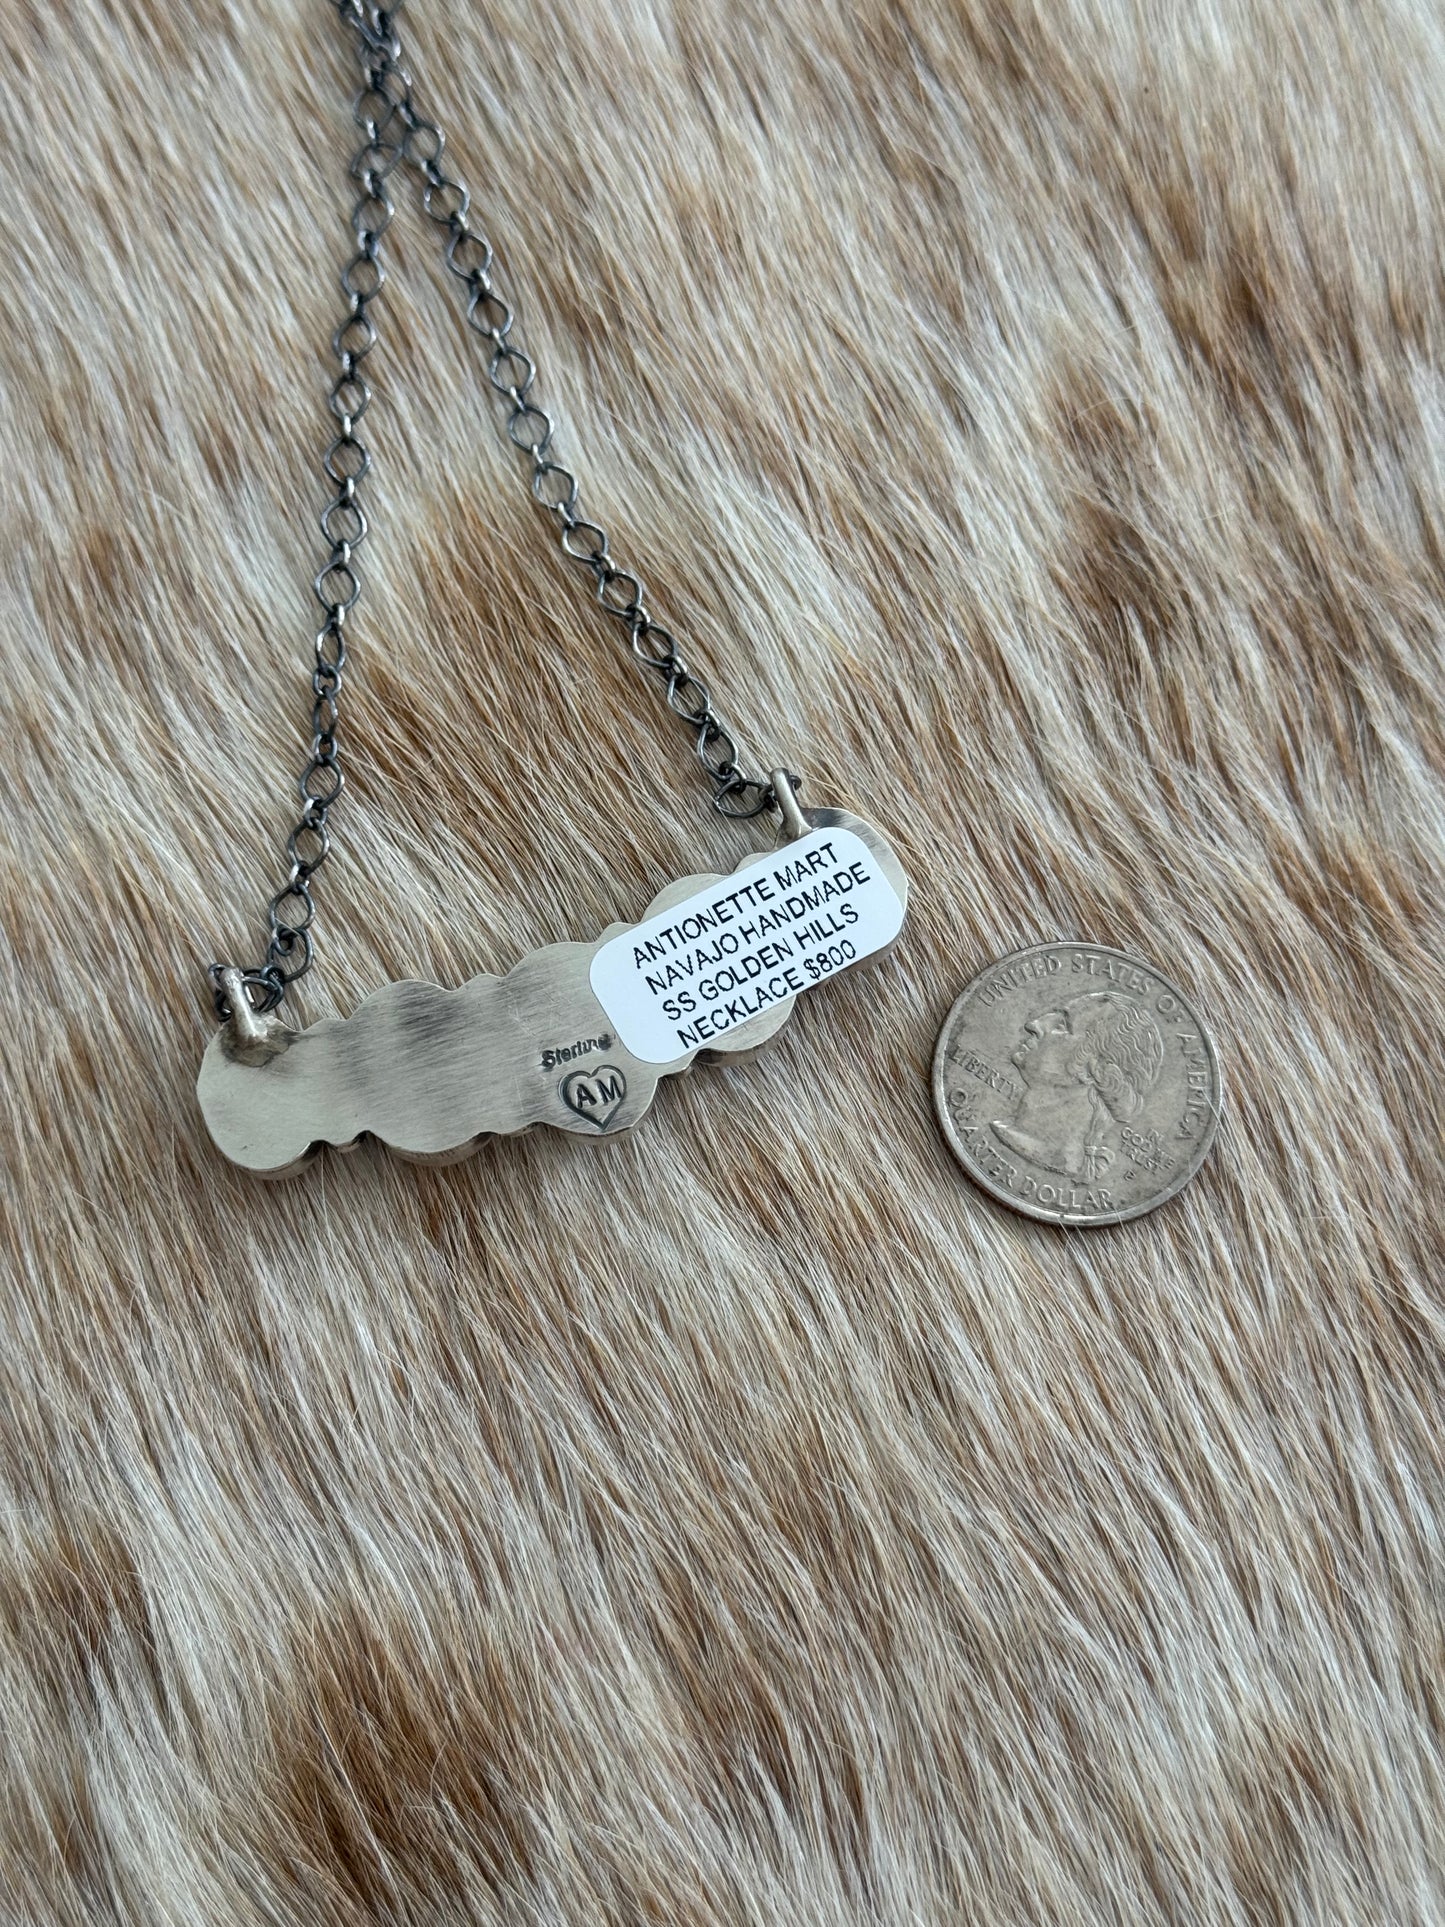 ANTIONETTE MART
NAVAJO HANDMADE
SS GOLDEN HILLS
NECKLACE $800
Sterling
AM
UNITED STATES OF AMERICA
LIBERTY
IN
GOD WE
TRUST
QUARTER DOLLAR